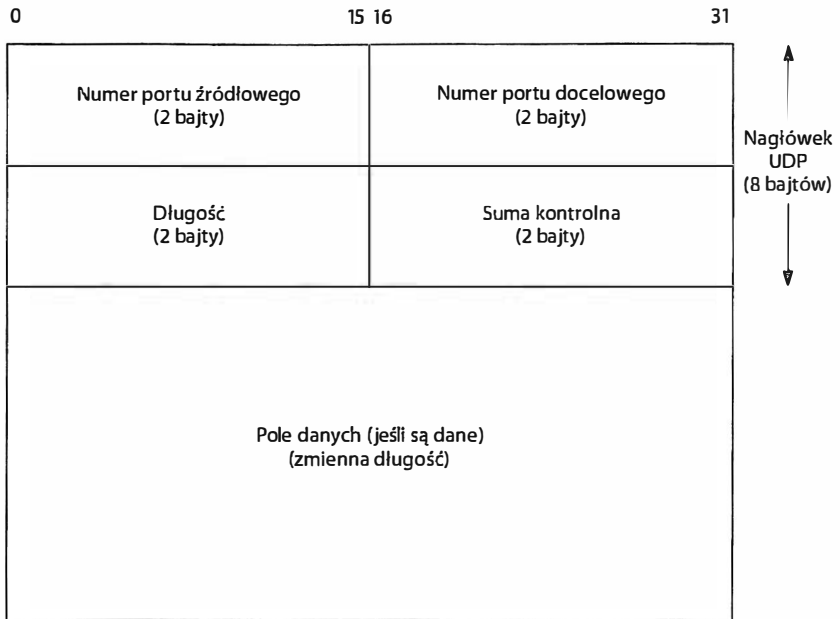 0 15 16 31
Numer portu źródłowego
(2 bajty)
Numer portu docelowego
(2 bajty)
Nagłówek
UDP
(8 bajtów)
Długość
(2 bajty)
Suma kontrolna
(2 bajty)
Pole danych (jeśli są dane)
(zmienna długość)